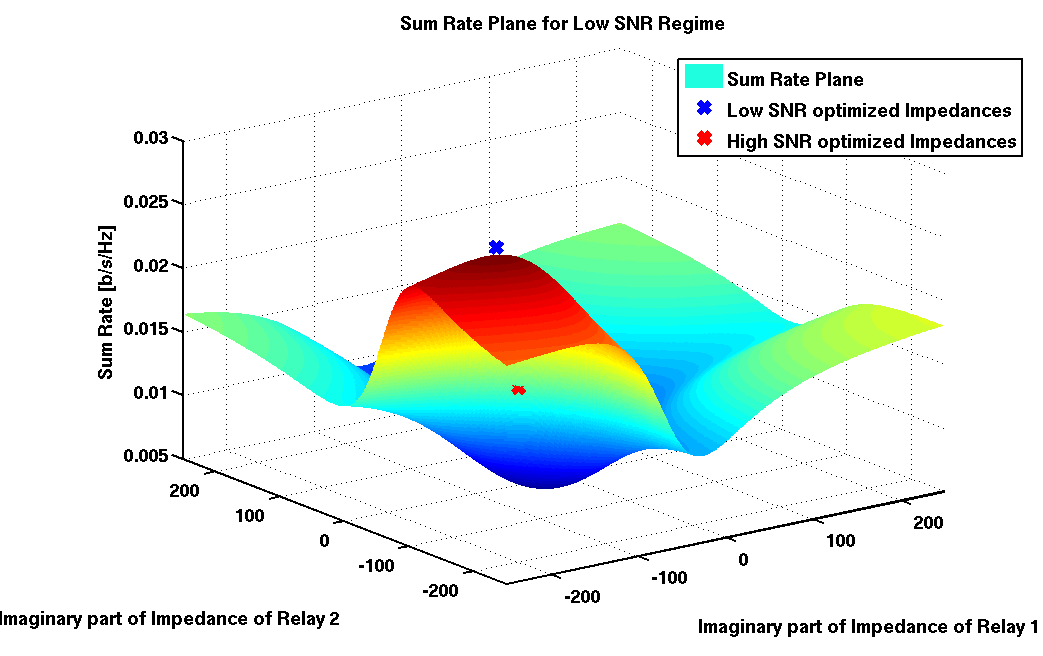 Sum Rate Plane for Low SNR Regime
Sum Rate Plane
Low SNR optimized Impedances
High SNR optimized Impedances
0.03
0.025
0.02
0.015
0.01
0.005
Sum Rate [b/s/Hz]
200
100
0
-100
-200
-200
-100
0
100
200
Imaginary part of Impedance of Relay 2
Imaginary part of Impedance of Relay 1